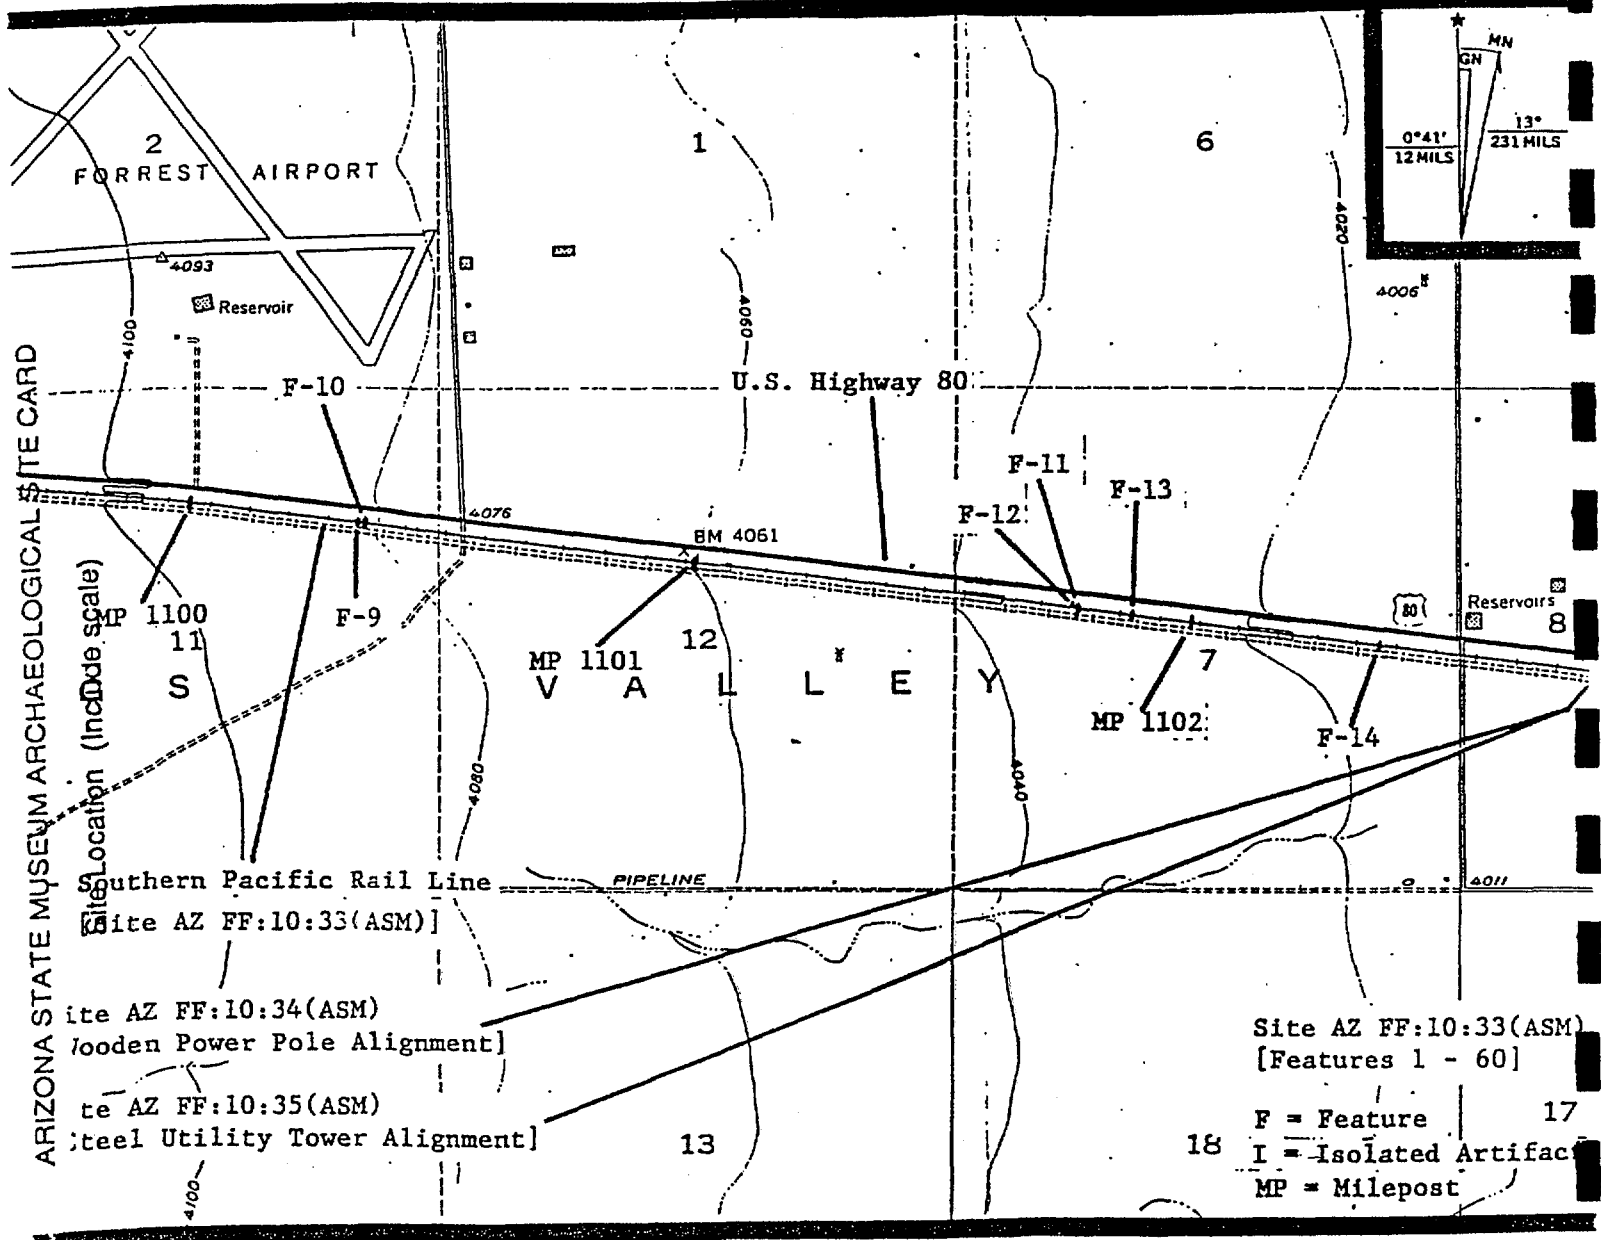 ARIZONA STATE MUSEUM ARCHAEOLOGICAL SITE CARD
Site Location (Include scale)
MN
GN
0°41'
12 MILS
13°
231 MILS
2
1
6
FORREST AIRPORT
4093
Reservoir
4100
4060
4020
4006
F-10
U.S. Highway 80
F-11
F-13
F-12
4076
BM 4061
MP 1100
11
F-9
MP 1101
12
80
Reservoirs
8
7
S VALLEY
MP 1102
F-14
4080
4040
Southern Pacific Rail Line
PIPELINE
4011
[Site AZ FF:10:33(ASM)]
ite AZ FF:10:34(ASM)
ooden Power Pole Alignment]
te AZ FF:10:35(ASM)
teel Utility Tower Alignment]
Site AZ FF:10:33(ASM)
[Features 1 - 60]
F = Feature
17
13
18
I = Isolated Artifac
MP = Milepost
4100